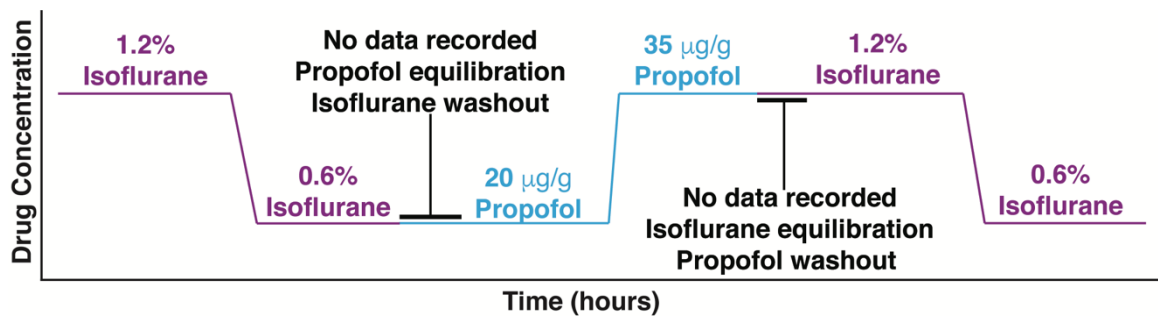 Drug Concentration
1.2%
Isoflurane
0.6%
Isoflurane
No data recorded
Propofol equilibration
Isoflurane washout
20 μg/g
Propofol
35 μg/g
Propofol
1.2%
Isoflurane
No data recorded
Isoflurane equilibration
Propofol washout
0.6%
Isoflurane
Time (hours)